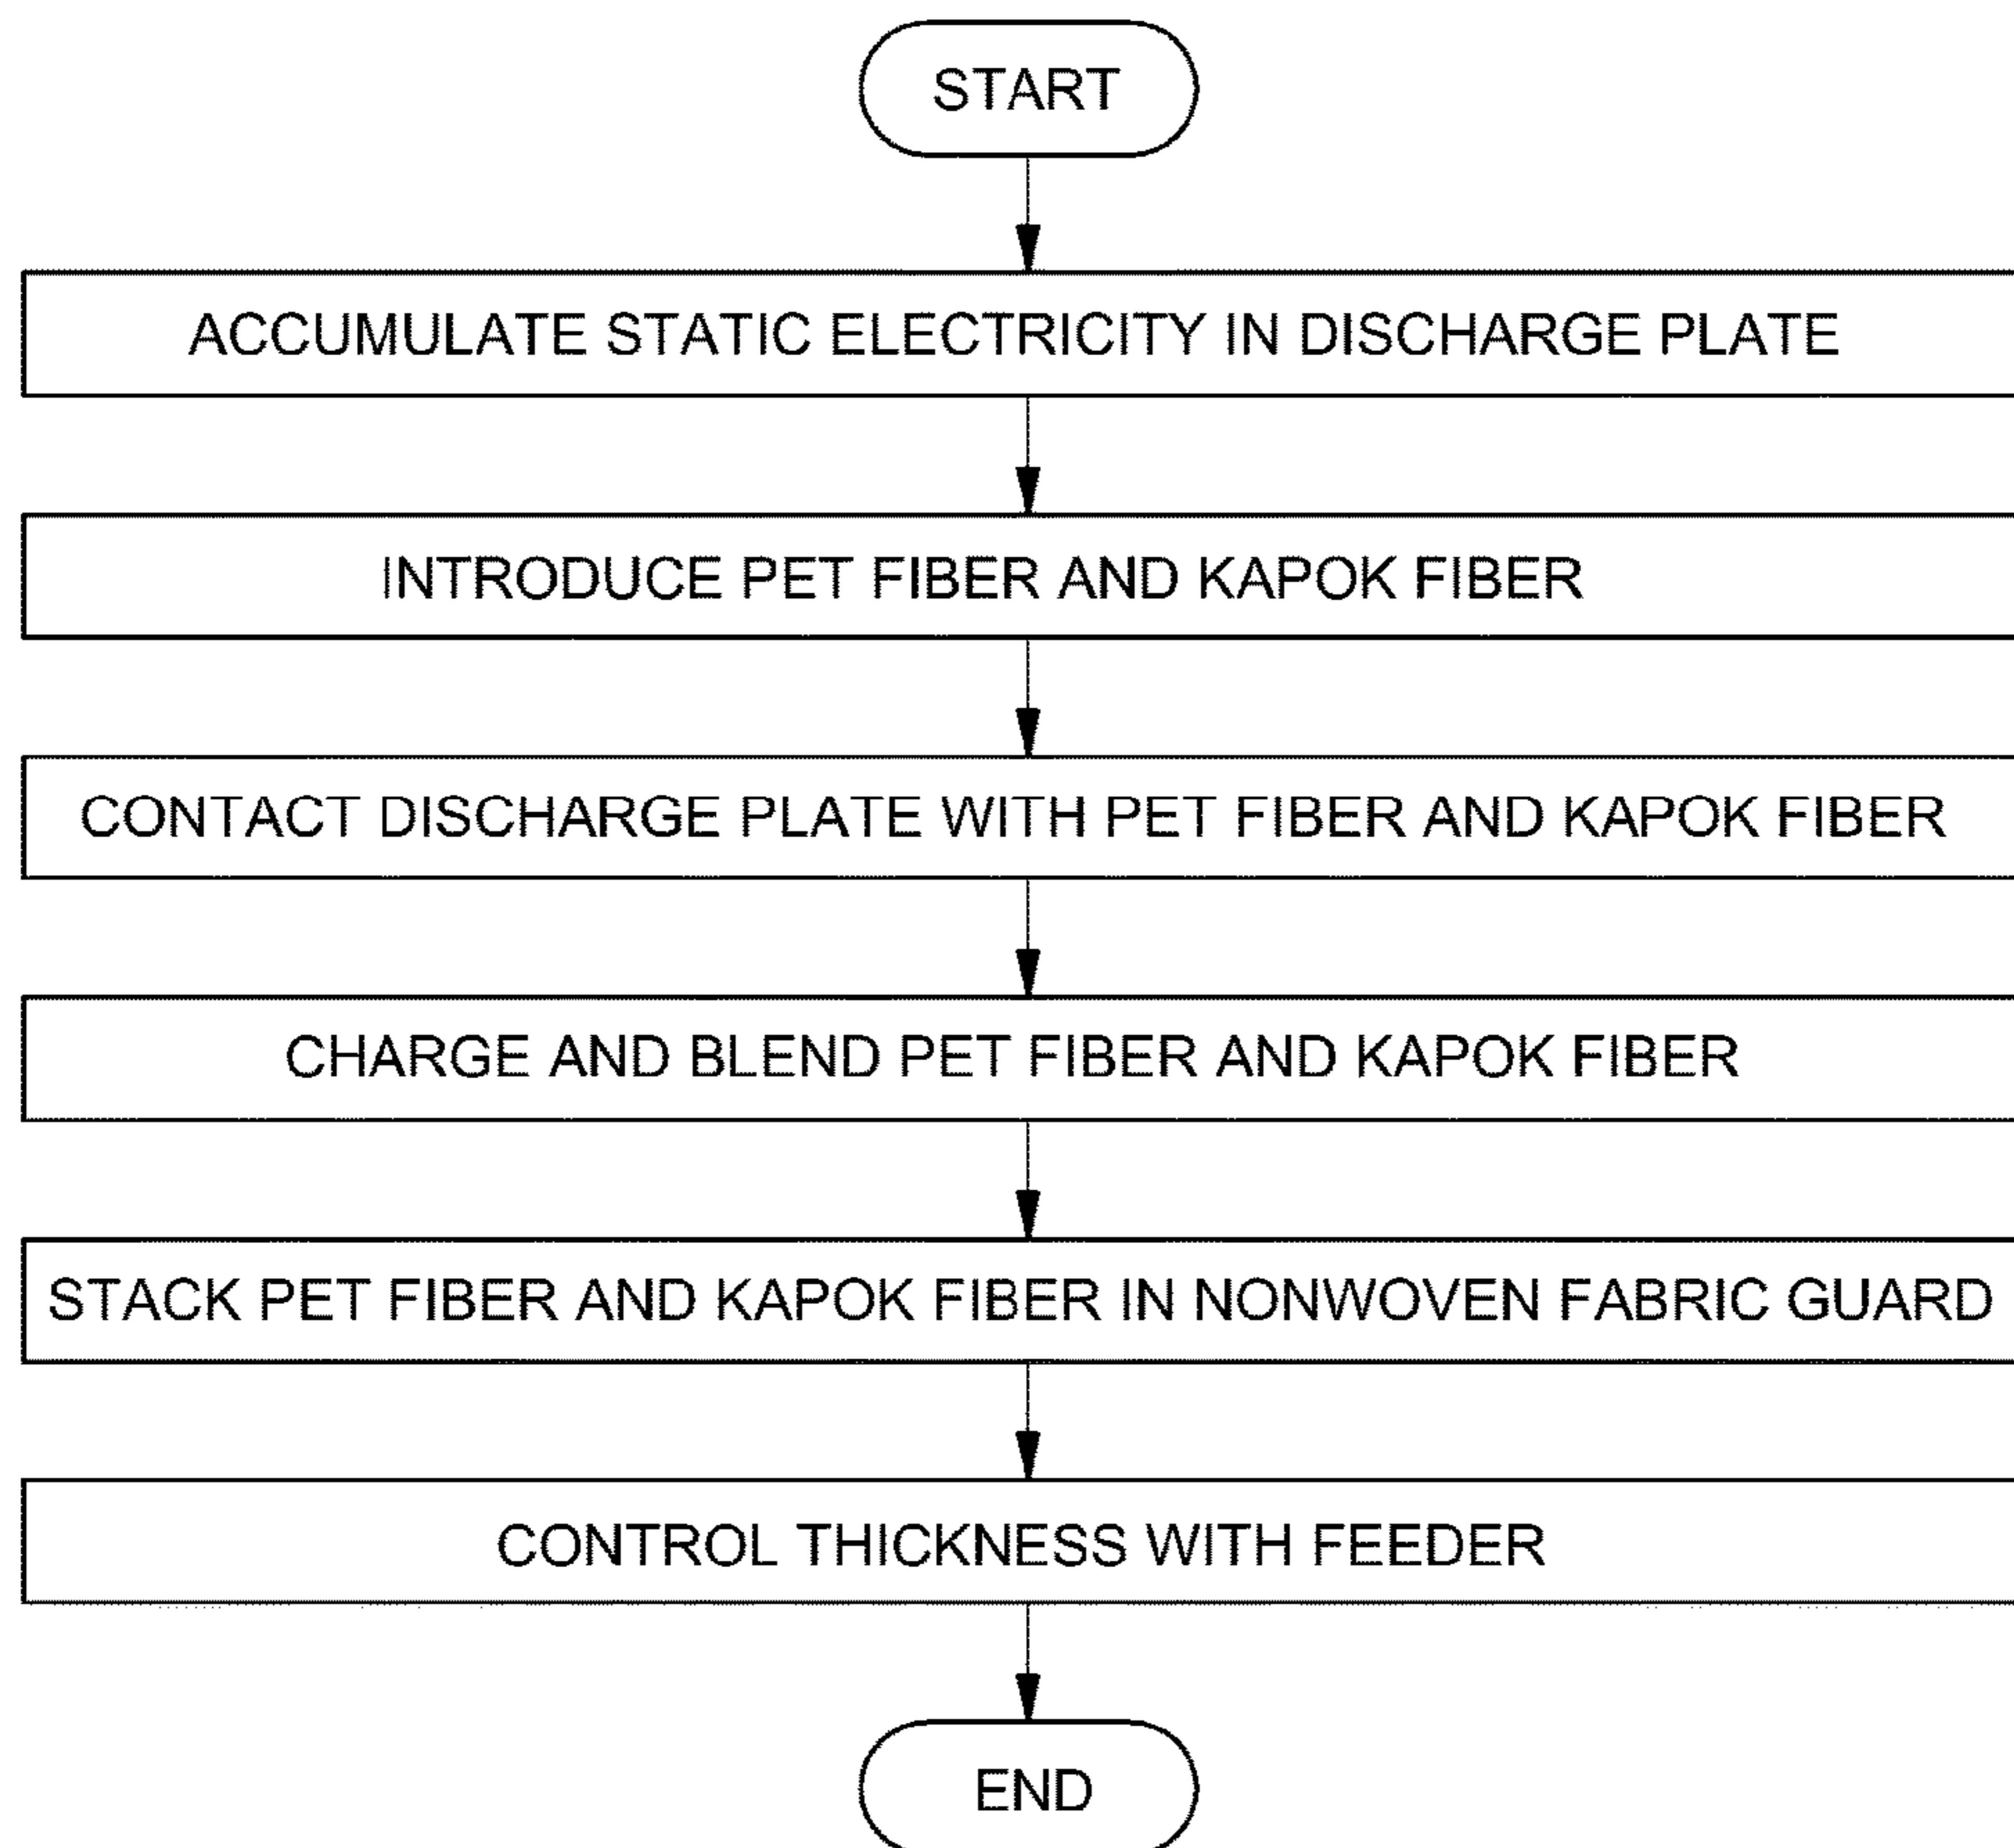 START
ACCUMULATE STATIC ELECTRICITY IN DISCHARGE PLATE
INTRODUCE PET FIBER AND KAPOK FIBER
CONTACT DISCHARGE PLATE WITH PET FIBER AND KAPOK FIBER
CHARGE AND BLEND PET FIBER AND KAPOK FIBER
STACK PET FIBER AND KAPOK FIBER IN NONWOVEN FABRIC GUARD
CONTROL THICKNESS WITH FEEDER
END